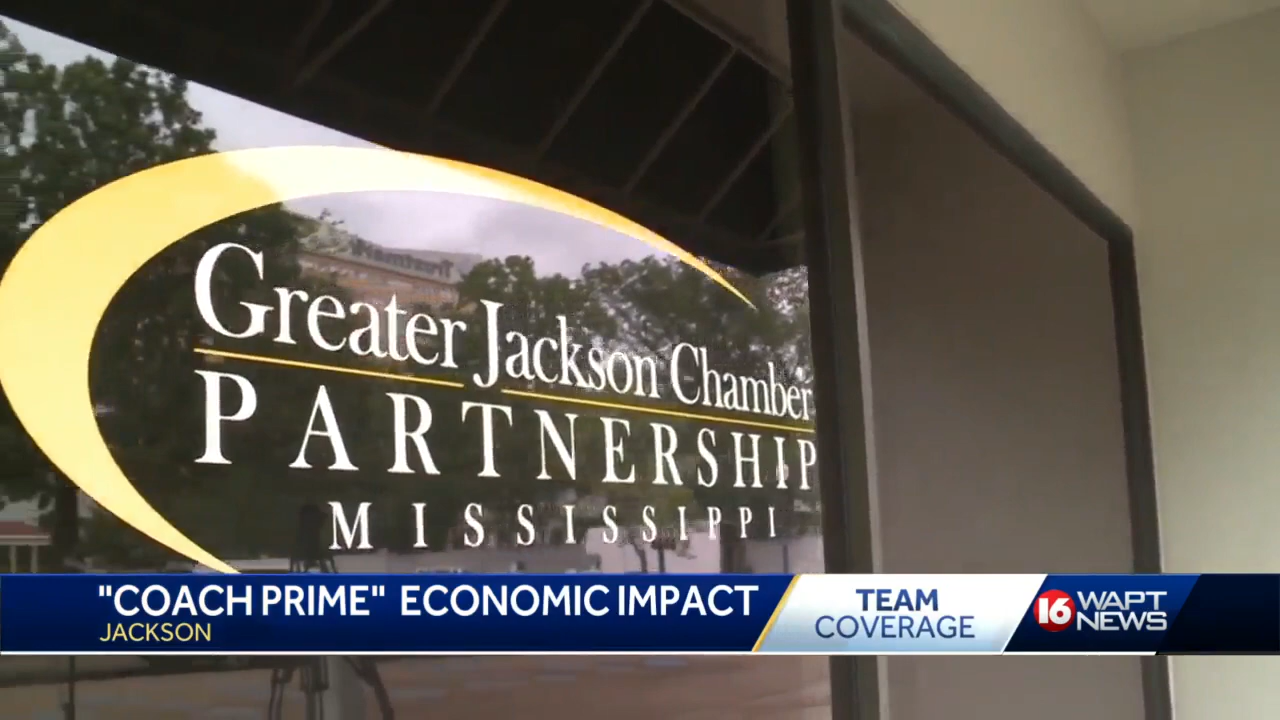 Greater Jackson Chamber
PARTNERSHIP
MISSISSIPPI
"COACH PRIME" ECONOMIC IMPACT
JACKSON
TEAM
COVERAGE
16 WAPT
NEWS